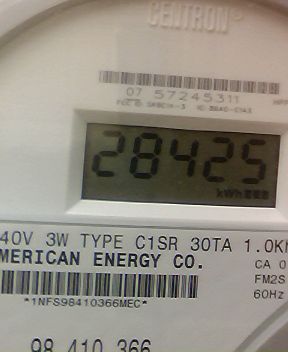 CENTRON®
07 57245311
28425
kWh
40V 3W TYPE C1SR 30TA 1.0K
MERICAN ENERGY CO.
CA 0
FM2S
60Hz
*1NFS98410366MEC*
98 410 366